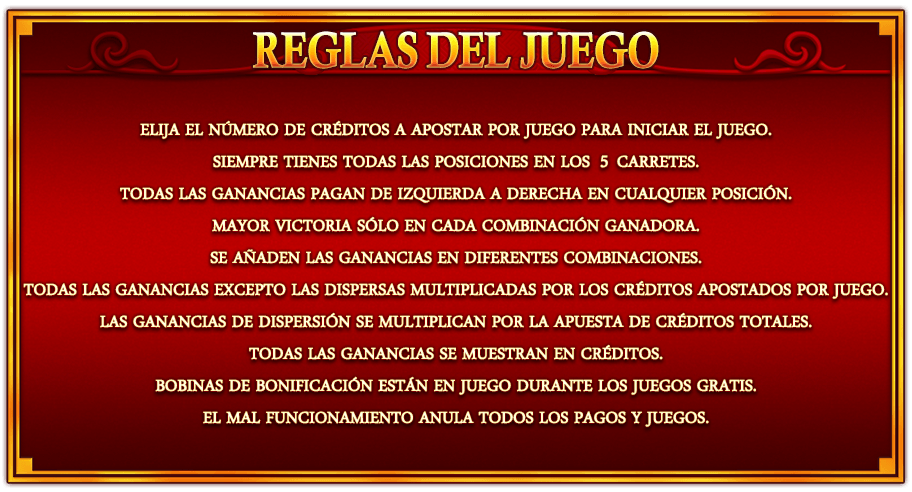 REGLAS DEL JUEGO
ELIJA EL NÚMERO DE CRÉDITOS A APOSTAR POR JUEGO PARA INICIAR EL JUEGO.
SIEMPRE TIENES TODAS LAS POSICIONES EN LOS 5 CARRETES.
TODAS LAS GANANCIAS PAGAN DE IZQUIERDA A DERECHA EN CUALQUIER POSICIÓN.
MAYOR VICTORIA SÓLO EN CADA COMBINACIÓN GANADORA.
SE AÑADEN LAS GANANCIAS EN DIFERENTES COMBINACIONES.
TODAS LAS GANANCIAS EXCEPTO LAS DISPERSAS MULTIPLICADAS POR LOS CRÉDITOS APOSTADOS POR JUEGO.
LAS GANANCIAS DE DISPERSIÓN SE MULTIPLICAN POR LA APUESTA DE CRÉDITOS TOTALES.
TODAS LAS GANANCIAS SE MUESTRAN EN CRÉDITOS.
BOBINAS DE BONIFICACIÓN ESTÁN EN JUEGO DURANTE LOS JUEGOS GRATIS.
EL MAL FUNCIONAMIENTO ANULA TODOS LOS PAGOS Y JUEGOS.